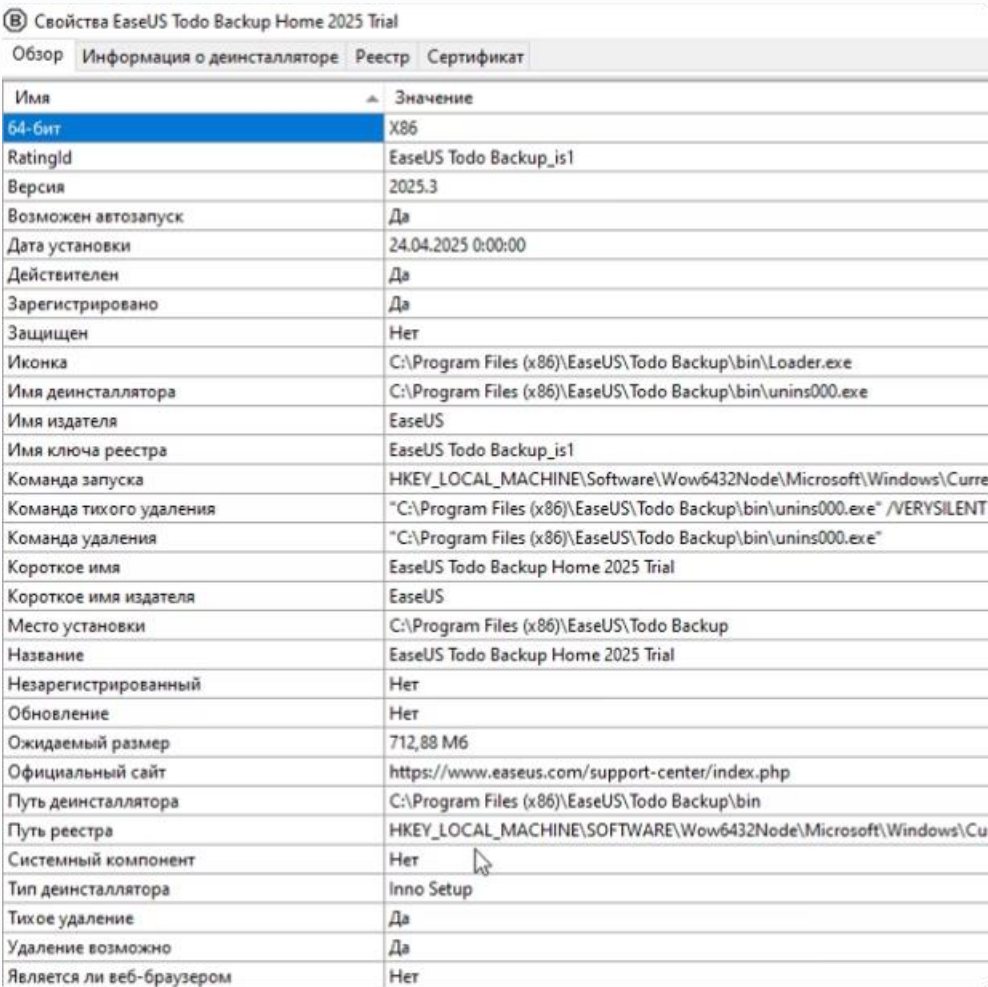 Свойства EaseUS Todo Backup Home 2025 Trial
Обзор Информация о деинсталляторе Реестр Сертификат
Имя Значение
64-бит X86
RatingId EaseUS Todo Backup_is1
Версия 2025.3
Возможен автозапуск Да
Дата установки 24.04.2025 0:00:00
Действителен Да
Зарегистрировано Да
Защищен Нет
Иконка C:\Program Files (x86)\EaseUS\Todo Backup\bin\Loader.exe
Имя деинсталлятора C:\Program Files (x86)\EaseUS\Todo Backup\bin\unins000.exe
Имя издателя EaseUS
Имя ключа реестра EaseUS Todo Backup_is1
Команда запуска HKEY_LOCAL_MACHINE\Software\Wow6432Node\Microsoft\Windows\Curre
Команда тихого удаления "C:\Program Files (x86)\EaseUS\Todo Backup\bin\unins000.exe" /VERYSILENT
Команда удаления "C:\Program Files (x86)\EaseUS\Todo Backup\bin\unins000.exe"
Короткое имя EaseUS Todo Backup Home 2025 Trial
Короткое имя издателя EaseUS
Место установки C:\Program Files (x86)\EaseUS\Todo Backup
Название EaseUS Todo Backup Home 2025 Trial
Незарегистрированный Нет
Обновление Нет
Ожидаемый размер 712,88 Мб
Официальный сайт https://www.easeus.com/support-center/index.php
Путь деинсталлятора C:\Program Files (x86)\EaseUS\Todo Backup\bin
Путь реестра HKEY_LOCAL_MACHINE\SOFTWARE\Wow6432Node\Microsoft\Windows\Cu
Системный компонент Нет
Тип деинсталлятора Inno Setup
Тихое удаление Да
Удаление возможно Да
Является ли веб-браузером Нет